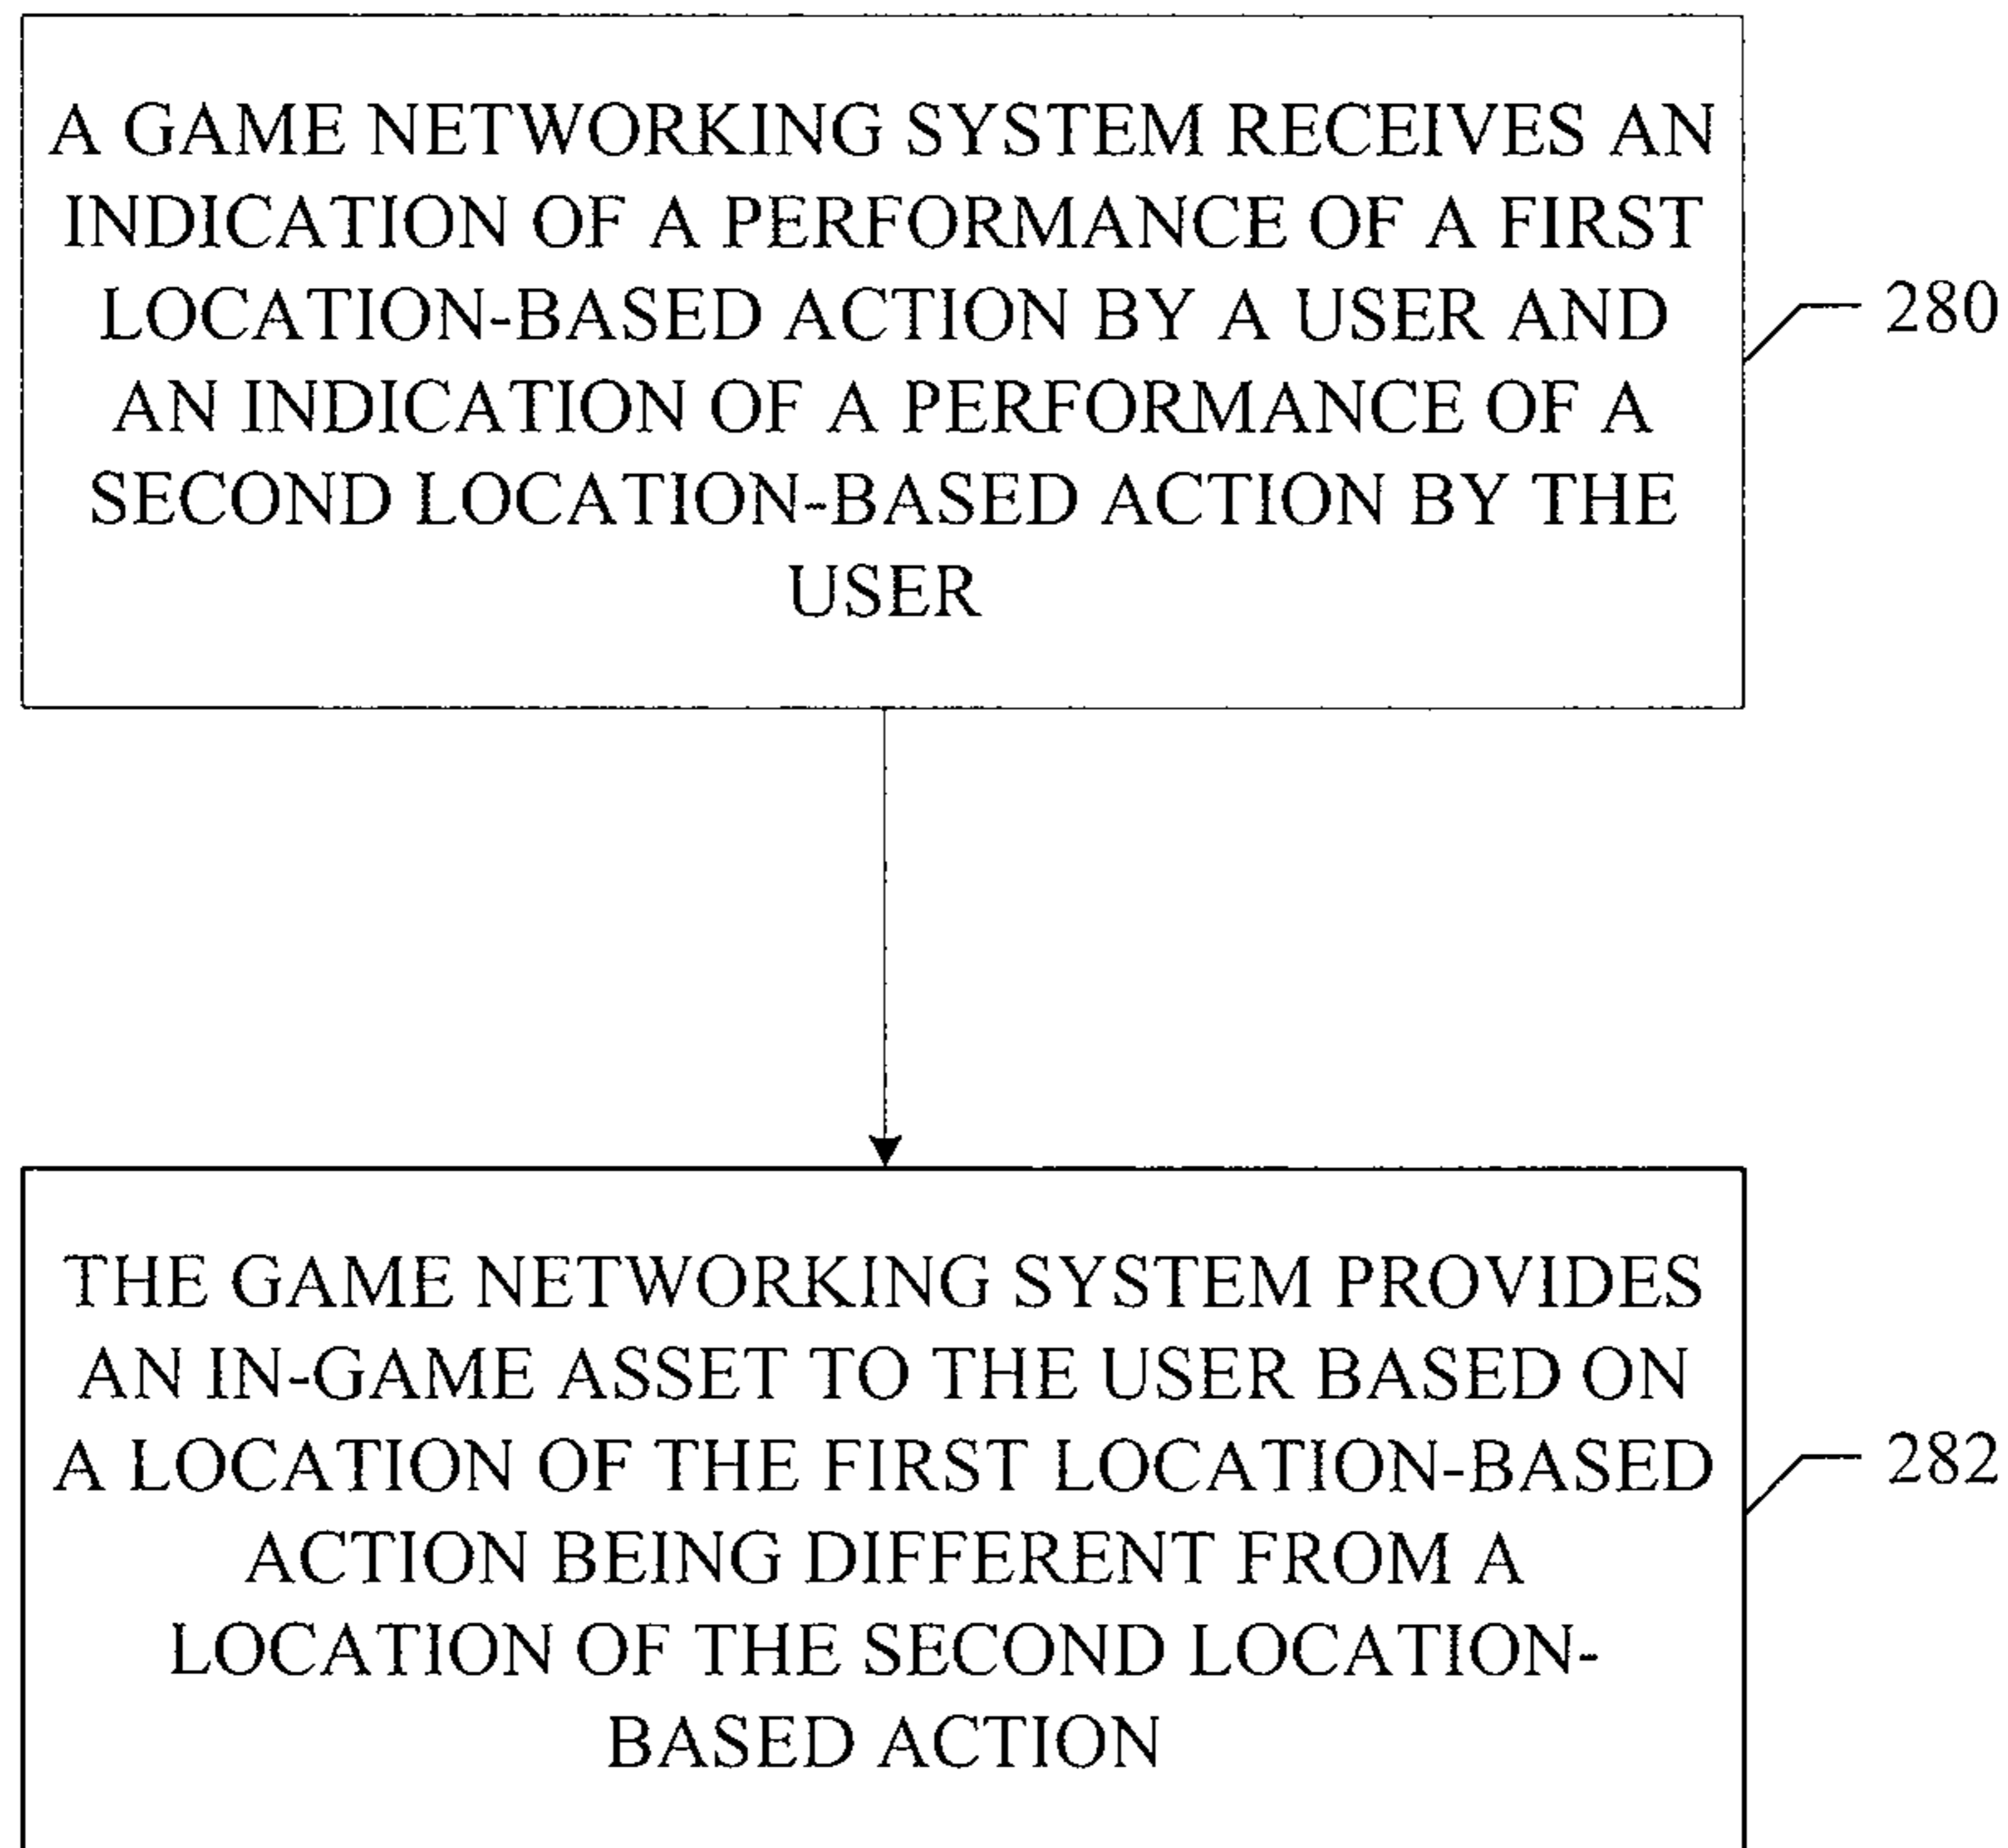 A GAME NETWORKING SYSTEM RECEIVES AN
INDICATION OF A PERFORMANCE OF A FIRST
LOCATION-BASED ACTION BY A USER AND
AN INDICATION OF A PERFORMANCE OF A
SECOND LOCATION-BASED ACTION BY THE
USER
280
THE GAME NETWORKING SYSTEM PROVIDES
AN IN-GAME ASSET TO THE USER BASED ON
A LOCATION OF THE FIRST LOCATION-BASED
ACTION BEING DIFFERENT FROM A
LOCATION OF THE SECOND LOCATION-
BASED ACTION
282